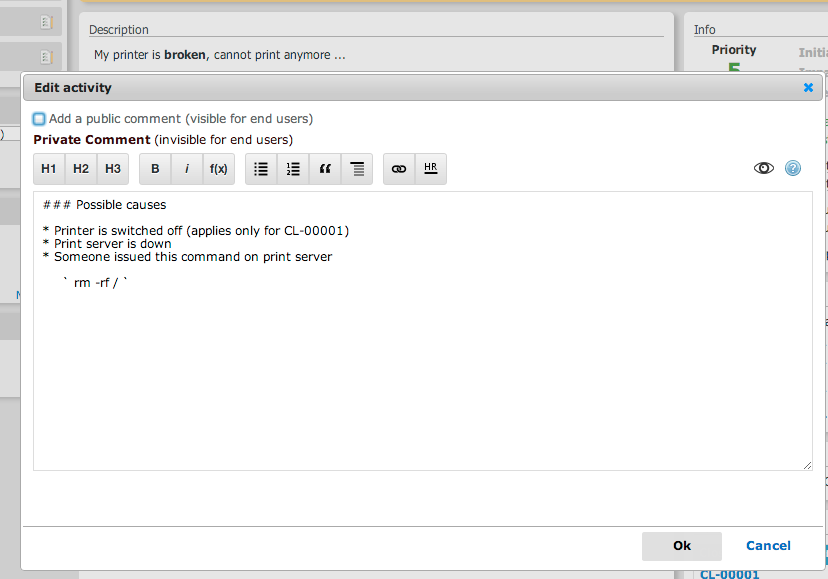 Description
Info
My printer is broken, cannot print anymore ...
Priority
5
Edit activity
Add a public comment (visible for end users)
Private Comment (invisible for end users)
H1 H2 H3 B i f(x) HR
### Possible causes
* Printer is switched off (applies only for CL-00001)
* Print server is down
* Someone issued this command on print server
` rm -rf / `
Ok Cancel
CL-00001